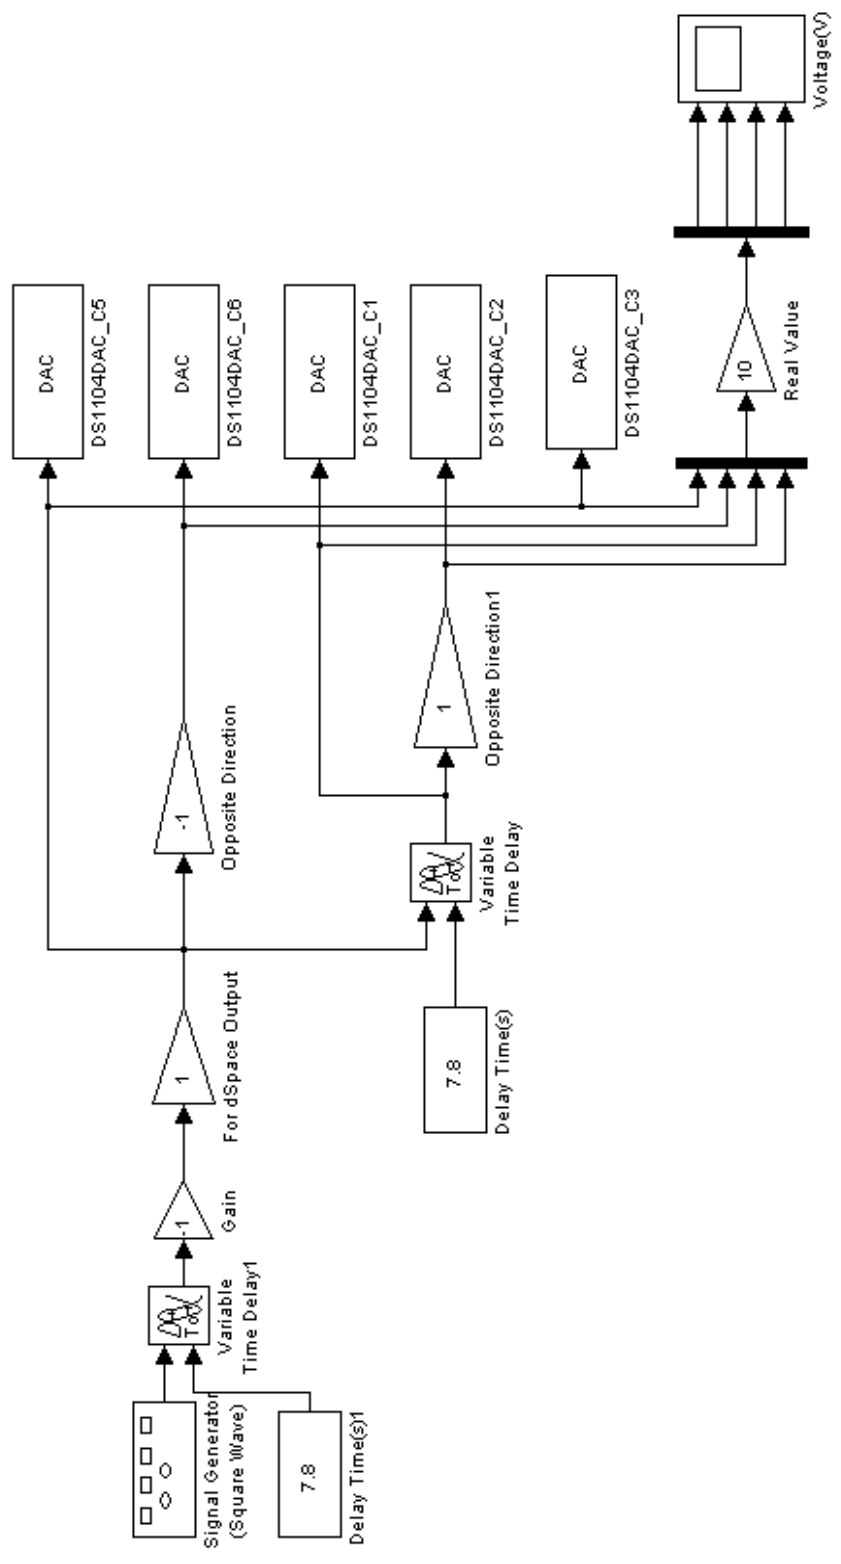 Signal Generator
(Square Wave)
7.8
Delay Time(s)1
To
Variable
Time Delay1
-1
Gain
1
For dSpace Output
7.8
Delay Time(s)
To
Variable
Time Delay
-1
Opposite Direction
1
Opposite Direction1
DAC
DS1104DAC_C5
DAC
DS1104DAC_C6
DAC
DS1104DAC_C1
DAC
DS1104DAC_C2
DAC
DS1104DAC_C3
10
Real Value
Voltage(V)